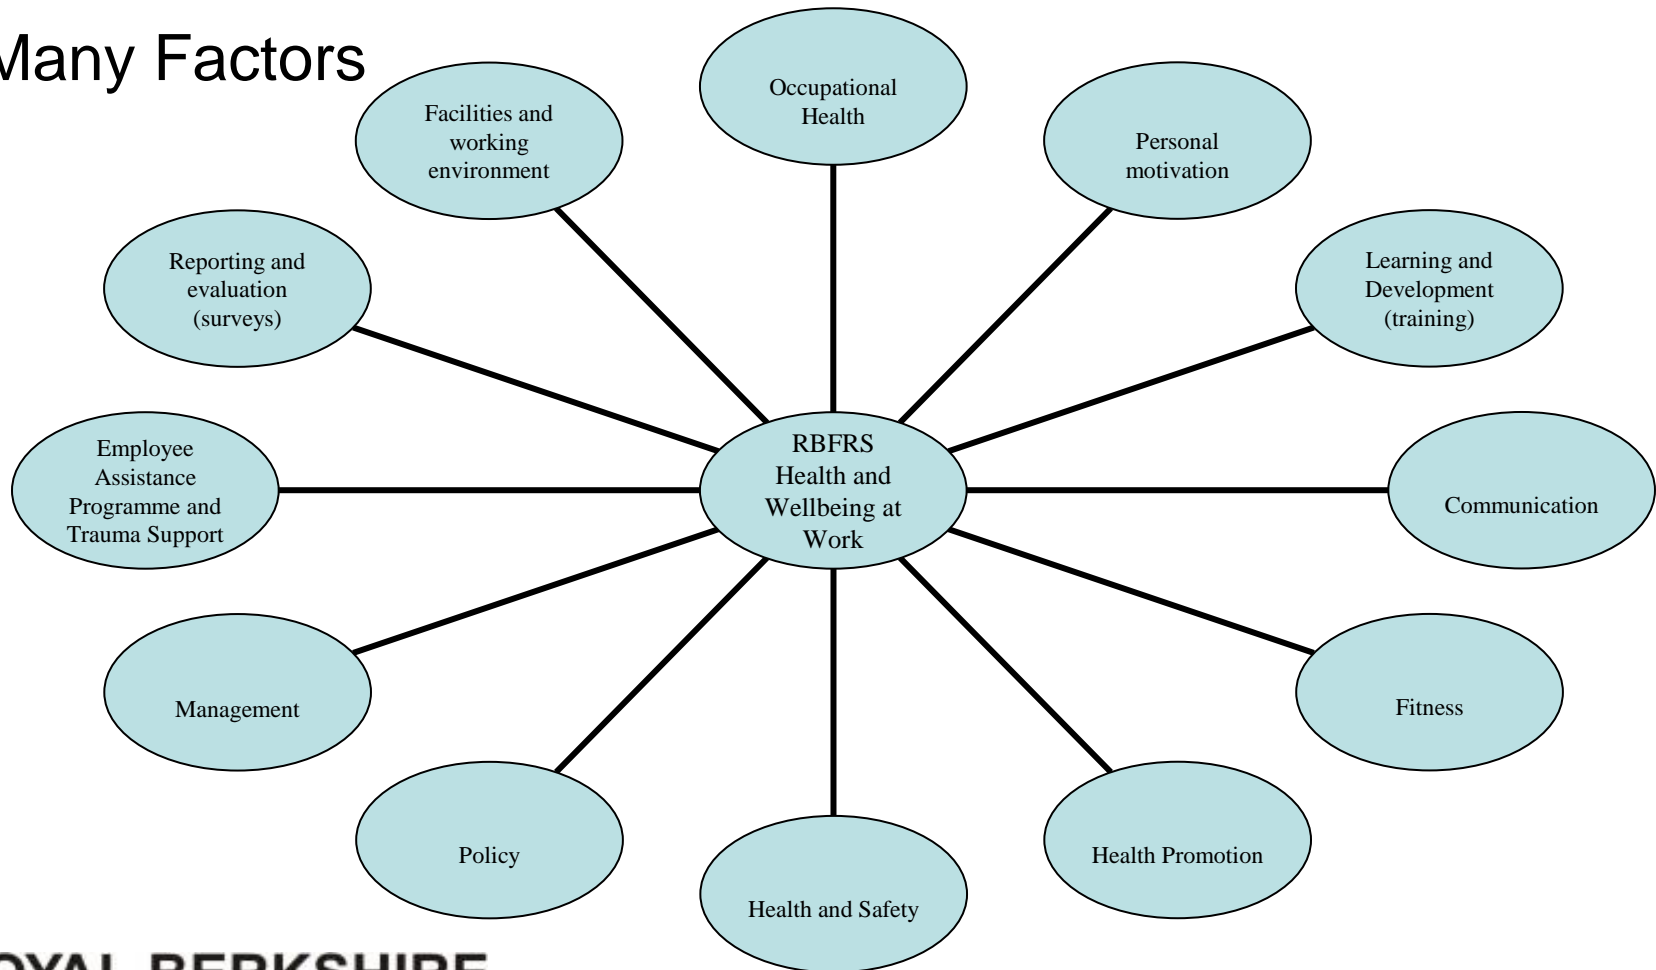 Many Factors
Occupational
Health
Personal
motivation
Learning and
Development
(training)
Communication
Fitness
Health Promotion
Health and Safety
Policy
Management
Employee
Assistance
Programme and
Trauma Support
Reporting and
evaluation
(surveys)
Facilities and
working
environment
RBFRS
Health and
Wellbeing at
Work
OYAL BERKSHIRE